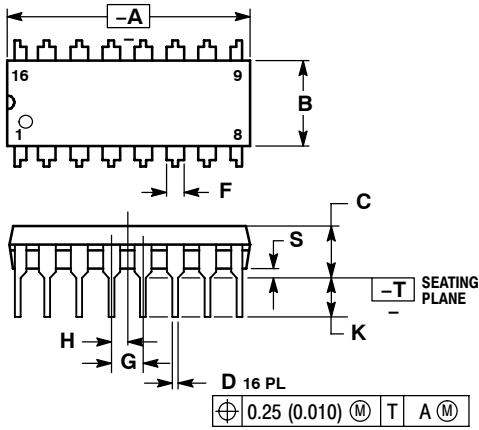 –A
–
16
9
B
1
8
F
C
S
–T
–
SEATING
PLANE
H
K
G
D 16 PL
⌖ 0.25 (0.010) Ⓜ T A Ⓜ